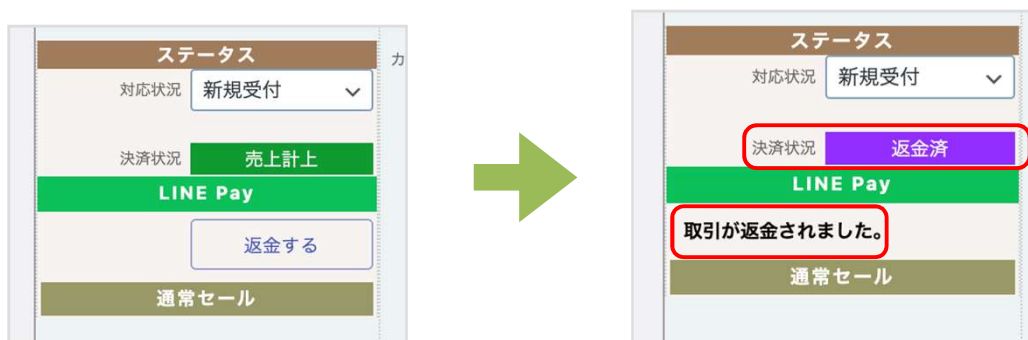 ステータス
対応状況 新規受付
カ
決済状況 売上計上
LINE Pay
返金する
通常セール
ステータス
対応状況 新規受付
決済状況 返金済
LINE Pay
取引が返金されました。
通常セール